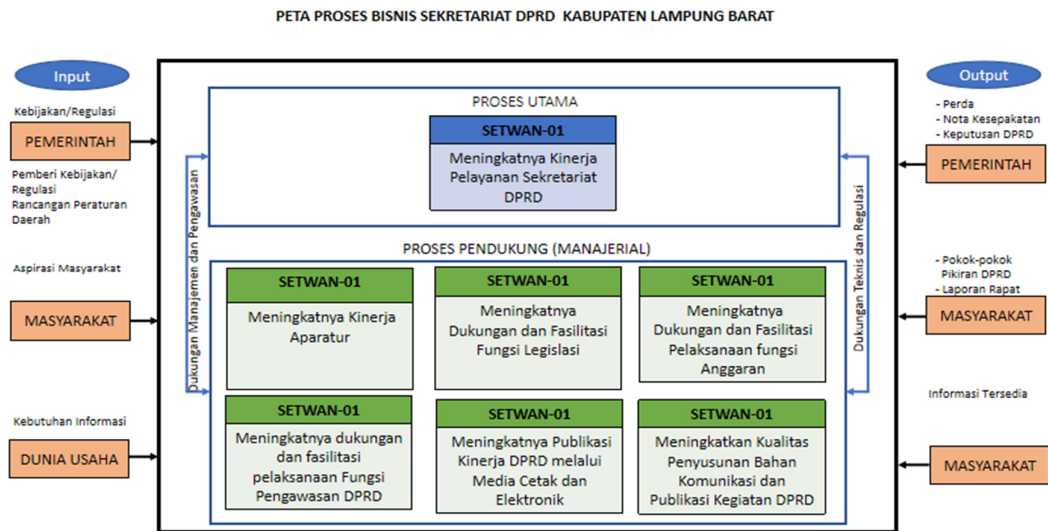 PETA PROSES BISNIS SEKRETARIAT DPRD KABUPATEN LAMPUNG BARAT
Input
Kebijakan/Regulasi
PEMERINTAH
Pemberi Kebijakan/
Regulasi
Rancangan Peraturan
Daerah
Aspirasi Masyarakat
MASYARAKAT
Kebutuhan Informasi
DUNIA USAHA
Dukungan Manajemen dan Pengawasan
PROSES UTAMA
SETWAN-01
Meningkatnya Kinerja
Pelayanan Sekretariat
DPRD
PROSES PENDUKUNG (MANAJERIAL)
SETWAN-01
Meningkatnya Kinerja
Aparatur
SETWAN-01
Meningkatnya
Dukungan dan Fasilitasi
Fungsi Legislasi
SETWAN-01
Meningkatnya
Dukungan dan Fasilitasi
Pelaksanaan fungsi
Anggaran
SETWAN-01
Meningkatnya dukungan
dan fasilitasi
pelaksanaan Fungsi
Pengawasan DPRD
SETWAN-01
Meningkatnya Publikasi
Kinerja DPRD melalui
Media Cetak dan
Elektronik
SETWAN-01
Meningkatkan Kualitas
Penyusunan Bahan
Komunikasi dan
Publikasi Kegiatan DPRD
Dukungan Teknis dan Regulasi
Output
- Perda
- Nota Kesepakatan
- Keputusan DPRD
PEMERINTAH
- Pokok-pokok
Pikiran DPRD
- Laporan Rapat
MASYARAKAT
Informasi Tersedia
MASYARAKAT